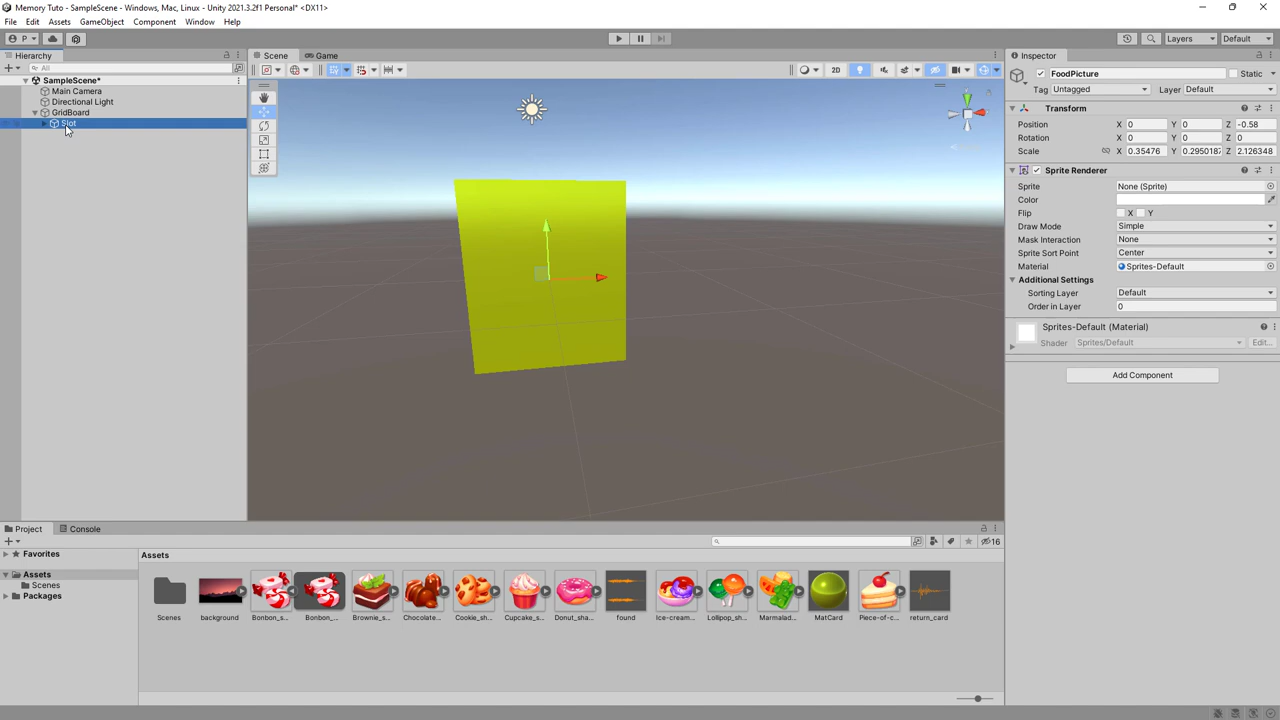 Memory Tuto - SampleScene - Windows, Mac, Linux - Unity 2021.3.2f1 Personal* <DX11>
File Edit Assets GameObject Component Window Help
P Layers Default
Hierarchy
All
SampleScene*
Main Camera
Directional Light
GridBoard
Slot
Scene Game
2D
Inspector
FoodPicture Static
Tag Untagged Layer Default
Transform
Position X 0 Y 0 Z -0.58
Rotation X 0 Y 0 Z 0
Scale X 0.35476 Y 0.2950187 Z 2.126348
Sprite Renderer
Sprite None (Sprite)
Color
Flip X Y
Draw Mode Simple
Mask Interaction None
Sprite Sort Point Center
Material Sprites-Default
Additional Settings
Sorting Layer Default
Order in Layer 0
Sprites-Default (Material)
Shader Sprites/Default Edit...
Add Component
Project Console
16
Favorites
Assets
Scenes
Packages
Assets
Scenes background Bonbon_s... Bonbon_... Brownie_s... Chocolate... Cookie_sh... Cupcake_s... Donut_sha... found Ice-cream... Lollipop_sh... Marmalad... MatCard Piece-of-c... return_card